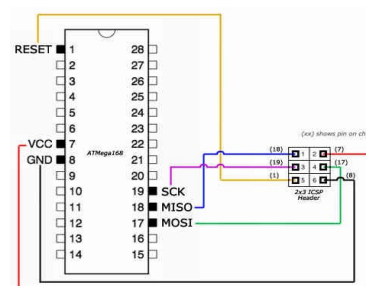 RESET 1 28
2 27
3 26
4 25
5 24
6 23
VCC 7 22
GND 8 21
9 20
10 19 SCK
11 18 MISO
12 17 MOSI
13 16
14 15
ATMega168
(ex) shows pin on ch
(18) 1 2 (7)
(19) 3 4 (17)
(1) 5 6 (8)
2x3 ICSP
Header